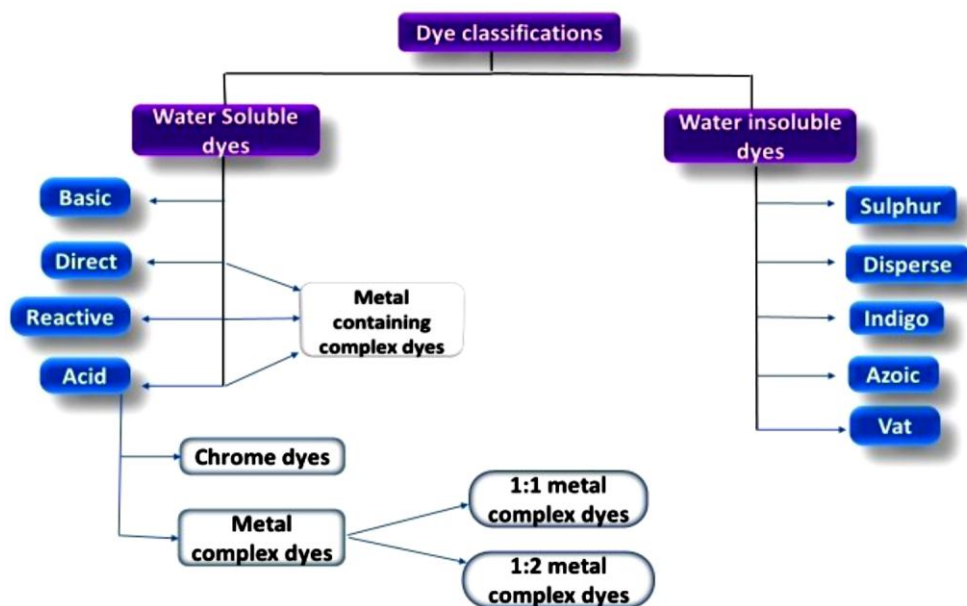 Dye classifications
Water Soluble
dyes
Water insoluble
dyes
Basic
Direct
Reactive
Acid
Metal
containing
complex dyes
Sulphur
Disperse
Indigo
Azoic
Vat
Chrome dyes
Metal
complex dyes
1:1 metal
complex dyes
1:2 metal
complex dyes